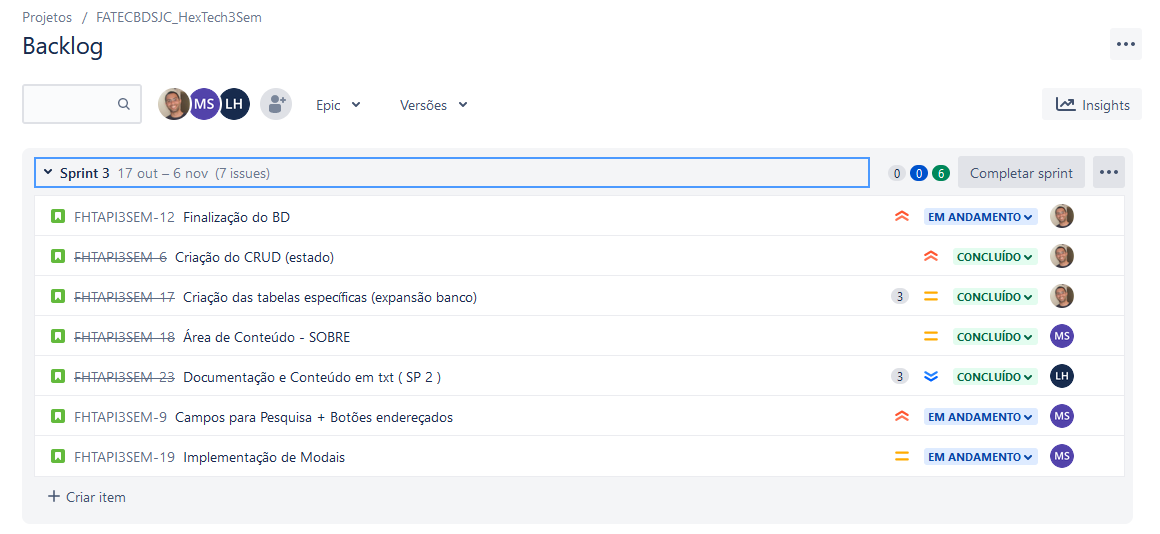 Projetos / FATECBDSJC_HexTech3Sem
Backlog
MS LH Epic Versões Insights
Sprint 3 17 out – 6 nov (7 issues) 0 0 6 Completar sprint
FHTAPI3SEM-12 Finalização do BD EM ANDAMENTO
FHTAPI3SEM-6 Criação do CRUD (estado) CONCLUÍDO
FHTAPI3SEM-17 Criação das tabelas específicas (expansão banco) 3 CONCLUÍDO
FHTAPI3SEM-18 Área de Conteúdo - SOBRE CONCLUÍDO MS
FHTAPI3SEM-23 Documentação e Conteúdo em txt ( SP 2 ) 3 CONCLUÍDO LH
FHTAPI3SEM-9 Campos para Pesquisa + Botões endereçados EM ANDAMENTO MS
FHTAPI3SEM-19 Implementação de Modais EM ANDAMENTO MS
+ Criar item